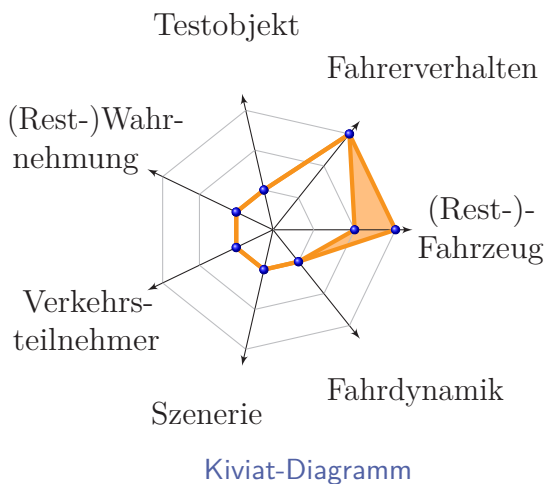 Testobjekt
Fahrerverhalten
(Rest-)Wahr-
nehmung
(Rest-)-
Fahrzeug
Verkehrs-
teilnehmer
Fahrdynamik
Szenerie
Kiviat-Diagramm